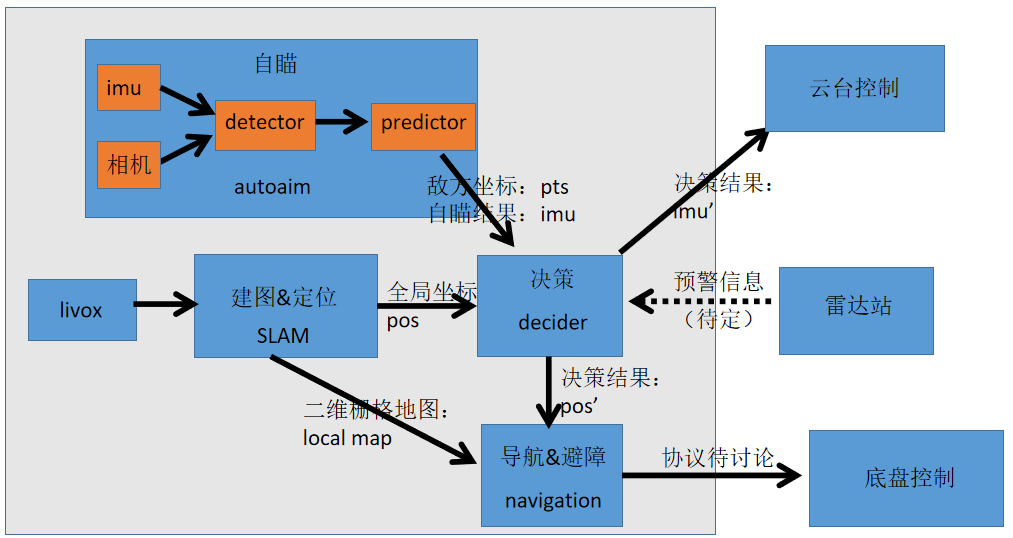 自瞄
imu
相机
detector
predictor
autoaim
敌方坐标：pts
自瞄结果：imu
云台控制
决策结果：
imu’
livox
建图&定位
SLAM
全局坐标
pos
决策
decider
预警信息
（待定）
雷达站
二维栅格地图：
local map
决策结果：
pos’
导航&避障
navigation
协议待讨论
底盘控制